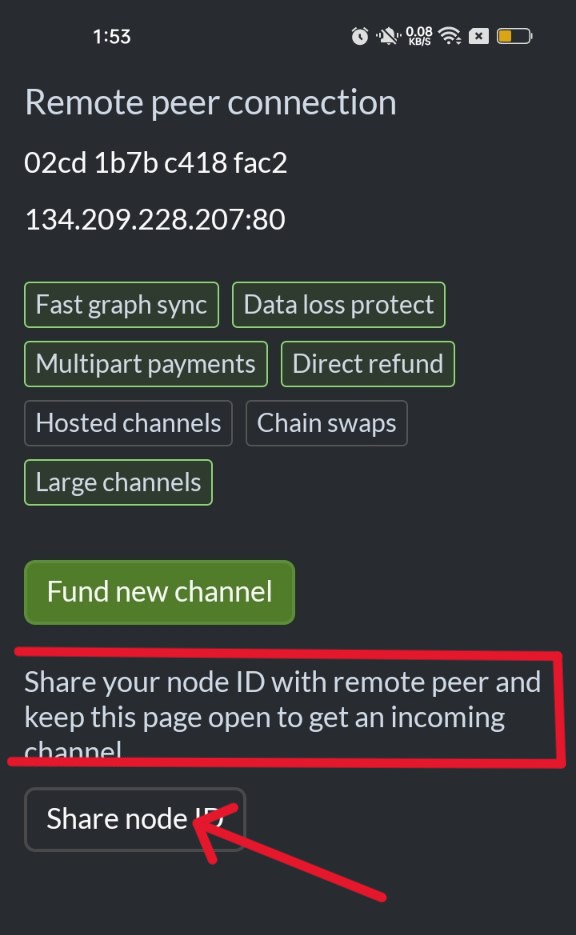 1:53
0.08
KB/S
Remote peer connection
02cd 1b7b c418 fac2
134.209.228.207:80
Fast graph sync Data loss protect
Multipart payments Direct refund
Hosted channels Chain swaps
Large channels
Fund new channel
Share your node ID with remote peer and
keep this page open to get an incoming
channel
Share node ID